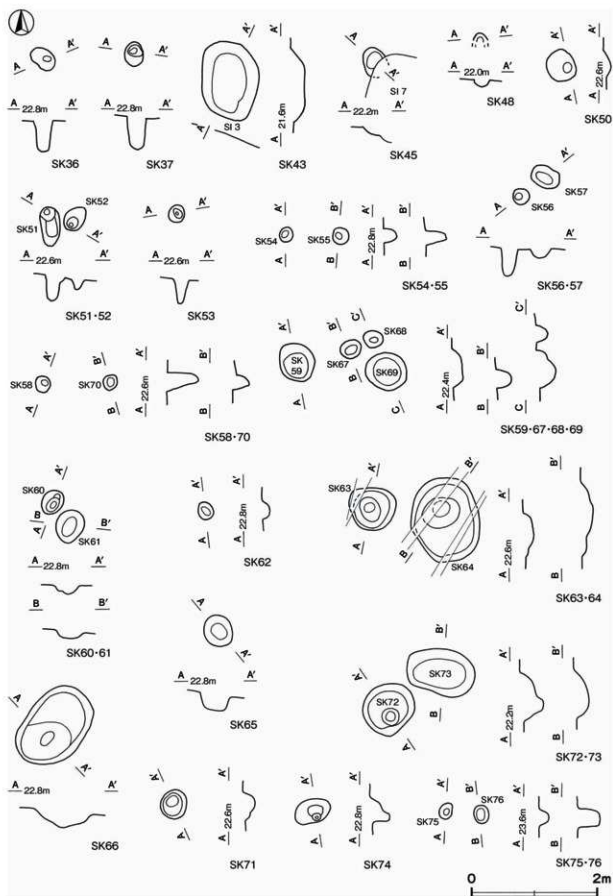 A A' A A' A' A' A A A' A' A'
A 22.8m A' A 22.8m A' SI 3 A 21.6m A 22.2m A' SI 7 A 22.0m A' A A 22.6m
SK36 SK37 SK43 SK45 SK48 SK50
A SK52 A A' A' B' A' B' SK57 A'
SK51 A' SK54 SK55 22.8m A SK56
A 22.6m A' A 22.6m A' A B A B A A'
SK51・52 SK53 SK54・55 SK56・57
A' B' A' B' A' B' C' SK68 A' B' C'
SK58 SK70 22.6m SK59 SK67 SK69 22.4m
A B A B A B C A B C
SK58・70 SK59・67・68・69
A' A' A' A' B' A' B'
SK60 22.8m SK63
B A SK61 B' A A A B SK64 A 22.6m B
A 22.8m A' SK62 SK63・64
B B'
SK60・61
A A' B' A' B'
A 22.8m A' A' SK73
SK65 SK72 B 22.2m
A A' A A B
SK72・73
A 22.8m A' A' A' A' A' A' B' A' B'
SK76
SK75 23.6m
A A 22.6m A A 22.8m A B A B
SK66 SK71 SK74 SK75・76
0 2m